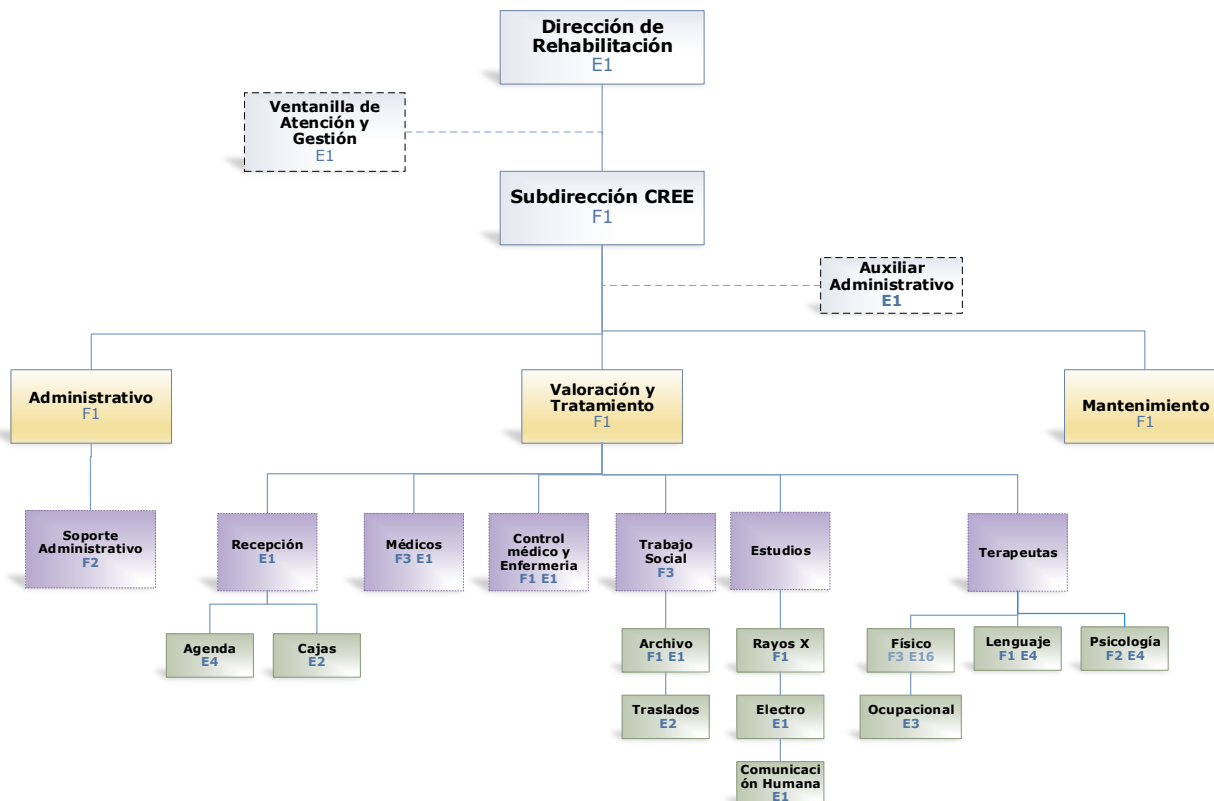 Dirección de
Rehabilitación
E1
Ventanilla de
Atención y
Gestión
E1
Subdirección CREE
F1
Auxiliar
Administrativo
E1
Administrativo
F1
Valoración y
Tratamiento
F1
Mantenimiento
F1
Soporte
Administrativo
F2
Recepción
E1
Médicos
F3 E1
Control
médico y
Enfermeria
F1 E1
Trabajo
Social
F3
Estudios
Terapeutas
Agenda
E4
Cajas
E2
Archivo
F1 E1
Rayos X
F1
Físico
F3 E16
Lenguaje
F1 E4
Psicología
F2 E4
Traslados
E2
Electro
E1
Ocupacional
E3
Comunicaci
ón Humana
E1